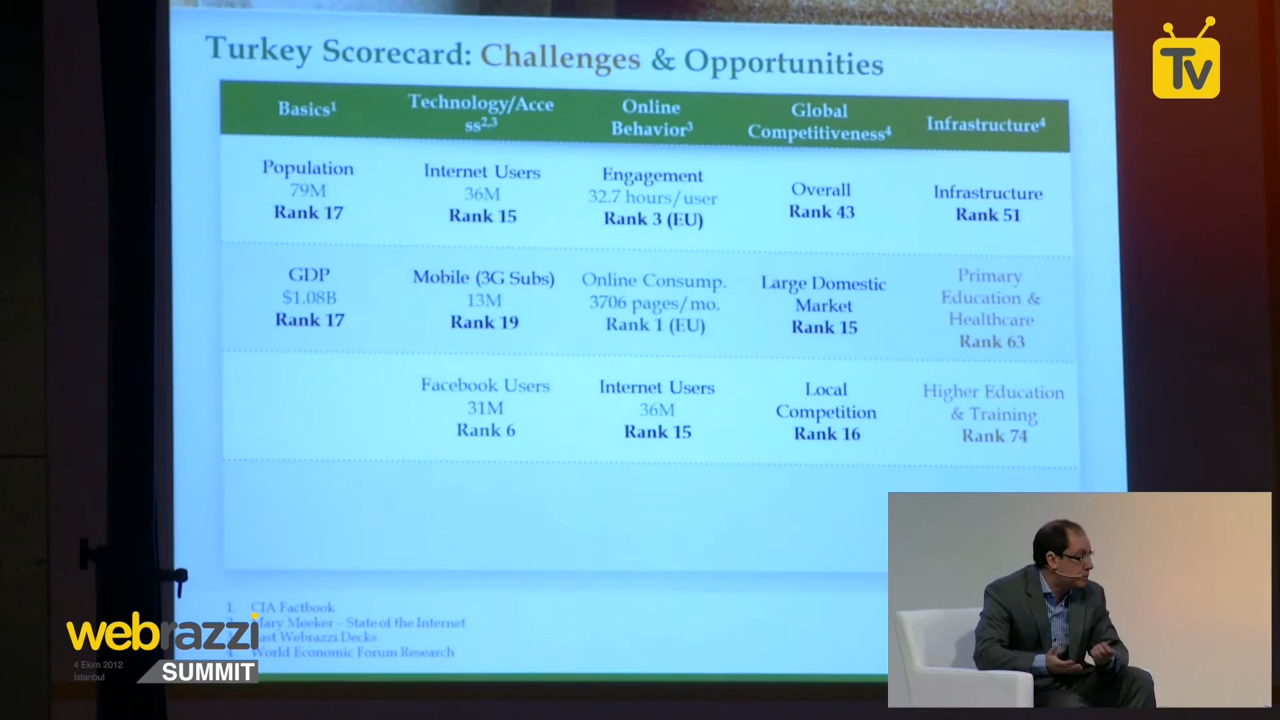 Turkey Scorecard: Challenges & Opportunities
Tv
Basics1
Technology/Acce
ss2,3
Online
Behavior3
Global
Competitiveness4
Infrastructure4
Population
79M
Rank 17
Internet Users
36M
Rank 15
Engagement
32.7 hours/user
Rank 3 (EU)
Overall
Rank 43
Infrastructure
Rank 51
GDP
$1.08B
Rank 17
Mobile (3G Subs)
13M
Rank 19
Online Consump.
3706 pages/mo.
Rank 1 (EU)
Large Domestic
Market
Rank 15
Primary
Education &
Healthcare
Rank 63
Facebook Users
31M
Rank 6
Internet Users
36M
Rank 15
Local
Competition
Rank 16
Higher Education
& Training
Rank 74
1. CIA Factbook
Mary Meeker – State of the Internet
Past Webrazzi Decks
World Economic Forum Research
webrazzi
4 Ekim 2012
İstanbul
SUMMIT